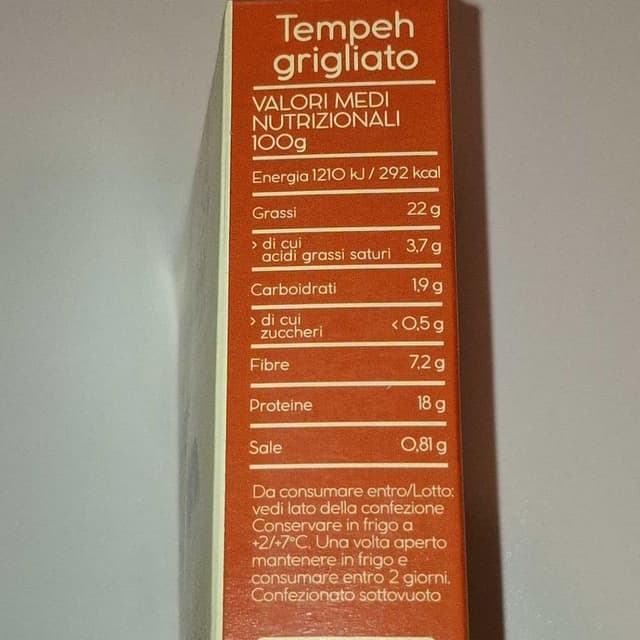 Tempeh
grigliato
VALORI MEDI
NUTRIZIONALI
100g
Energia 1210 kJ / 292 kcal
Grassi 22 g
> di cui
acidi grassi saturi 3,7 g
Carboidrati 1,9 g
> di cui
zuccheri <0,5 g
Fibre 7,2 g
Proteine 18 g
Sale 0,81 g
Da consumare entro/Lotto:
vedi lato della confezione
Conservare in frigo a
+2/+7°C. Una volta aperto
mantenere in frigo e
consumare entro 2 giorni.
Confezionato sottovuoto